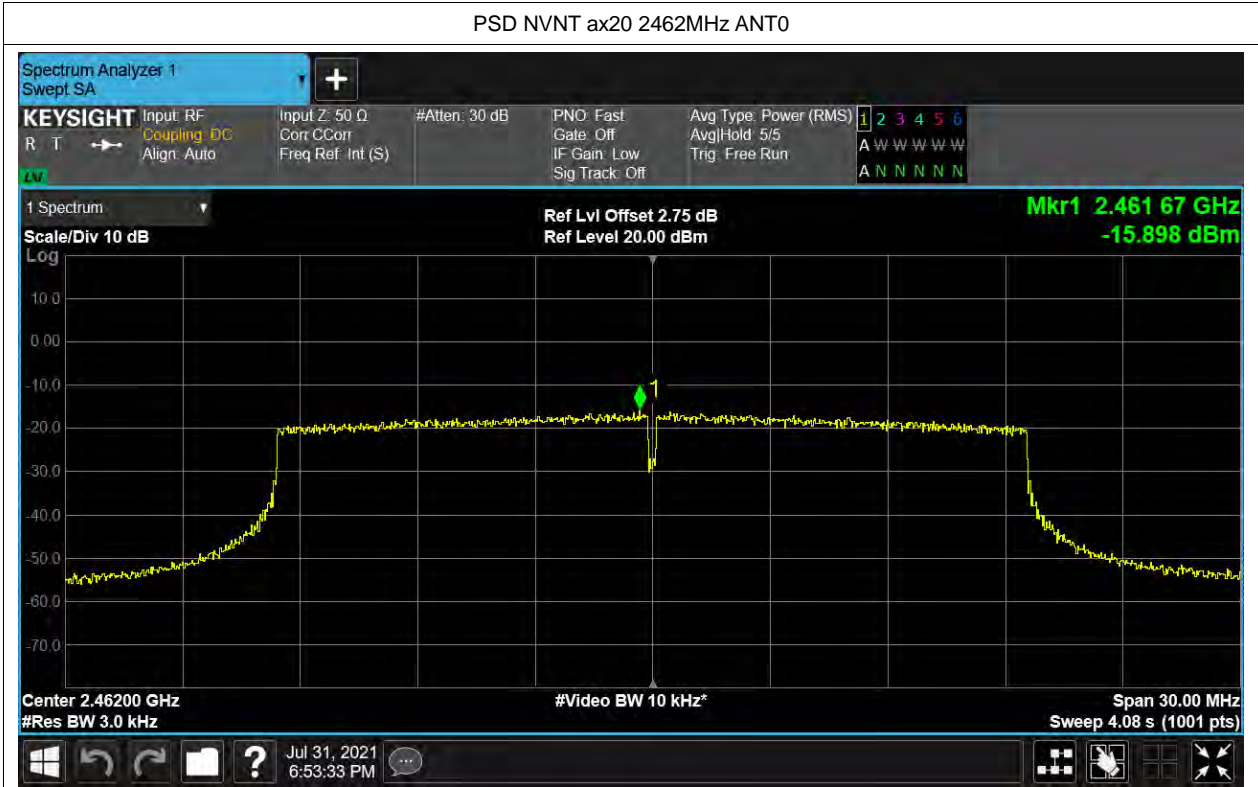 PSD NVNT ax20 2462MHz ANT0
Spectrum Analyzer 1
Swept SA
+
KEYSIGHT
R T
Input: RF
Coupling: DC
Align: Auto
Input Z: 50 Ω
Corr CCorr
Freq Ref: Int (S)
#Atten: 30 dB
PNO: Fast
Gate: Off
IF Gain: Low
Sig Track: Off
Avg Type: Power (RMS)
Avg|Hold: 5/5
Trig: Free Run
1 2 3 4 5 6
A W W W W W
A N N N N N
1 Spectrum
Scale/Div 10 dB
Log
Ref Lvl Offset 2.75 dB
Ref Level 20.00 dBm
Mkr1 2.461 67 GHz
-15.898 dBm
10.0
0.00
-10.0
-20.0
-30.0
-40.0
-50.0
-60.0
-70.0
1
Center 2.46200 GHz
#Res BW 3.0 kHz
#Video BW 10 kHz*
Span 30.00 MHz
Sweep 4.08 s (1001 pts)
?
Jul 31, 2021
6:53:33 PM